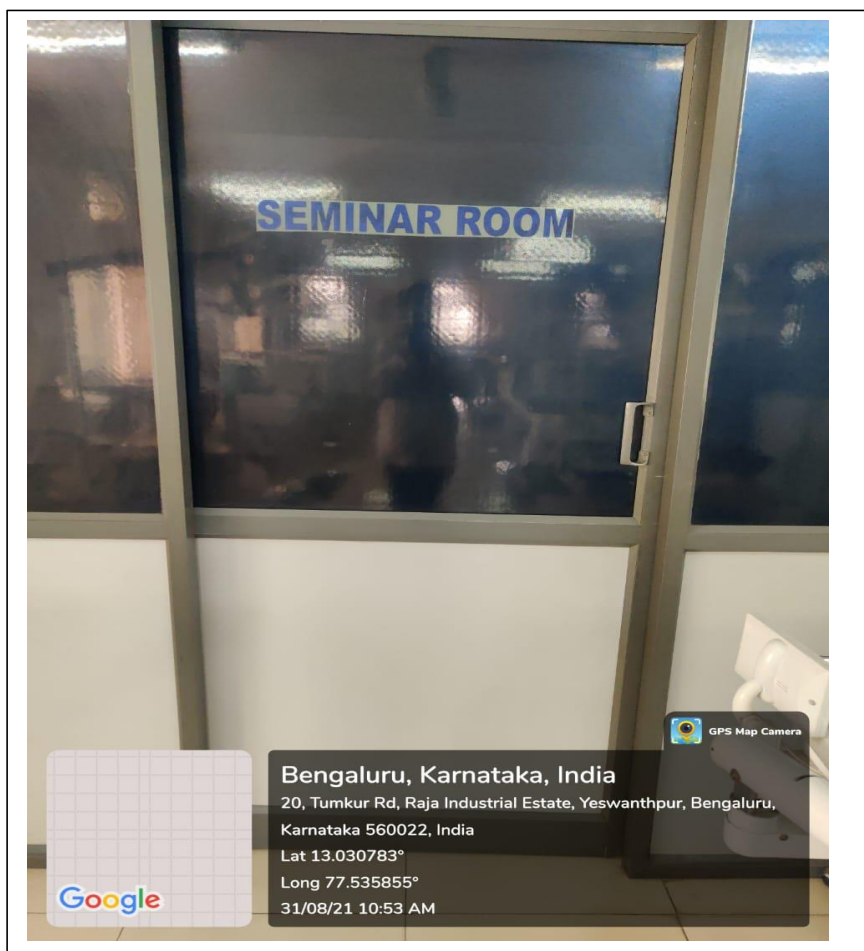 SEMINAR ROOM
GPS Map Camera
Bengaluru, Karnataka, India
20, Tumkur Rd, Raja Industrial Estate, Yeswanthpur, Bengaluru,
Karnataka 560022, India
Lat 13.030783°
Long 77.535855°
31/08/21 10:53 AM
Google